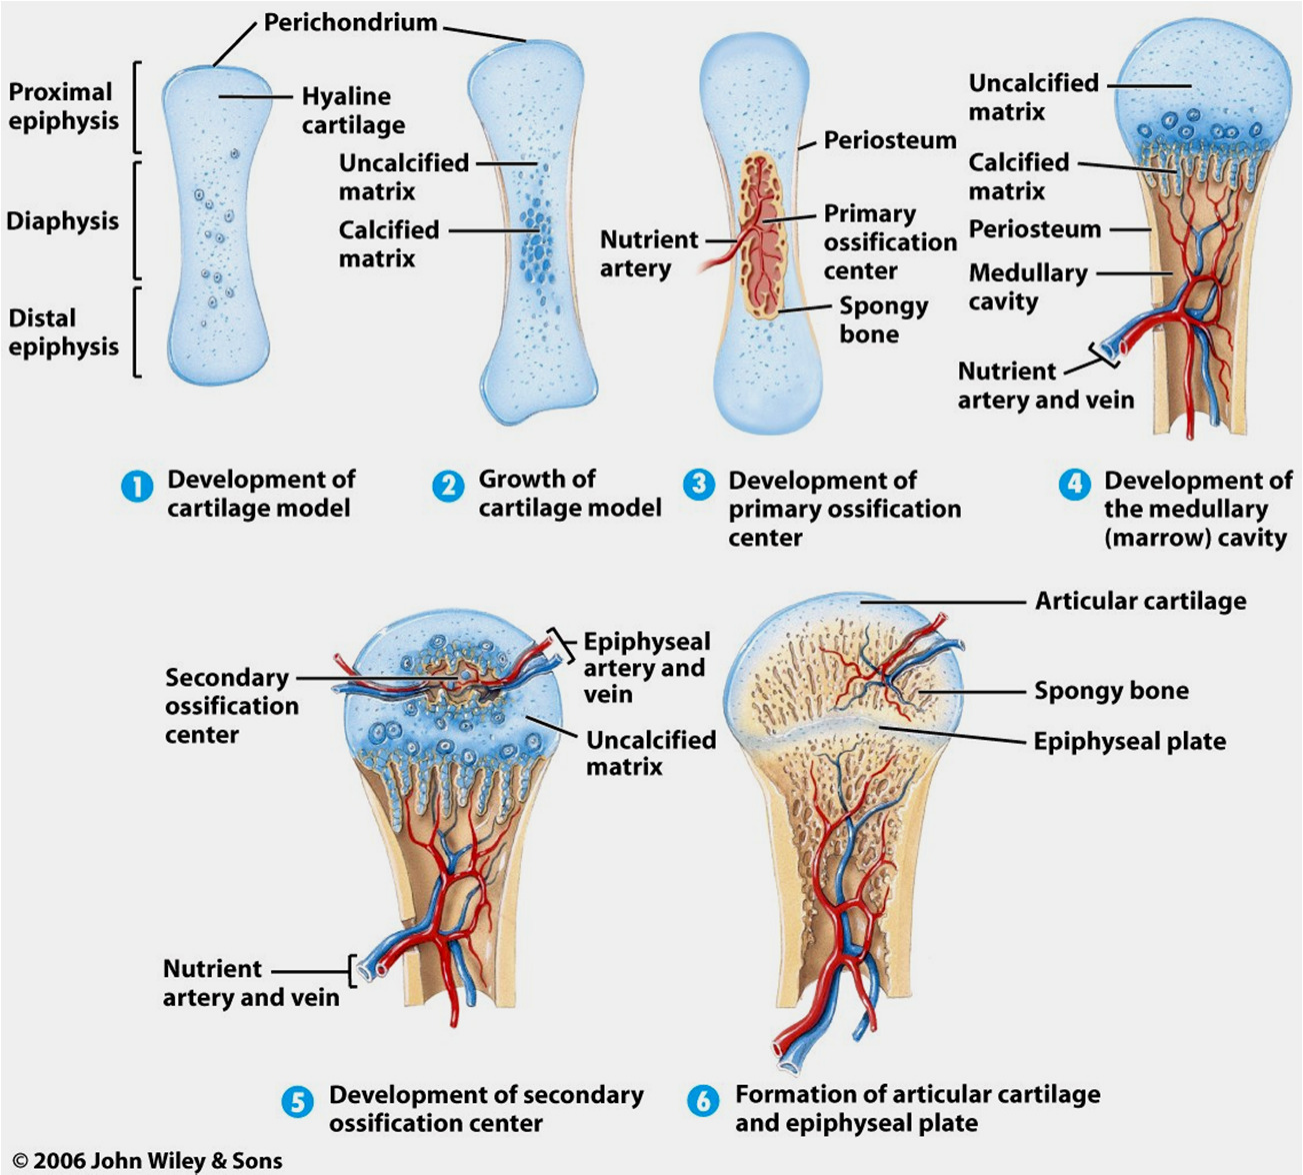 Perichondrium
Proximal
epiphysis
Hyaline
cartilage
Diaphysis
Distal
epiphysis
1 Development of
cartilage model
Uncalcified
matrix
Calcified
matrix
2 Growth of
cartilage model
Periosteum
Nutrient
artery
Primary
ossification
center
Spongy
bone
3 Development of
primary ossification
center
Uncalcified
matrix
Calcified
matrix
Periosteum
Medullary
cavity
Nutrient
artery and vein
4 Development of
the medullary
(marrow) cavity
Secondary
ossification
center
Epiphyseal
artery and
vein
Uncalcified
matrix
Nutrient
artery and vein
5 Development of secondary
ossification center
Articular cartilage
Spongy bone
Epiphyseal plate
6 Formation of articular cartilage
and epiphyseal plate
© 2006 John Wiley & Sons